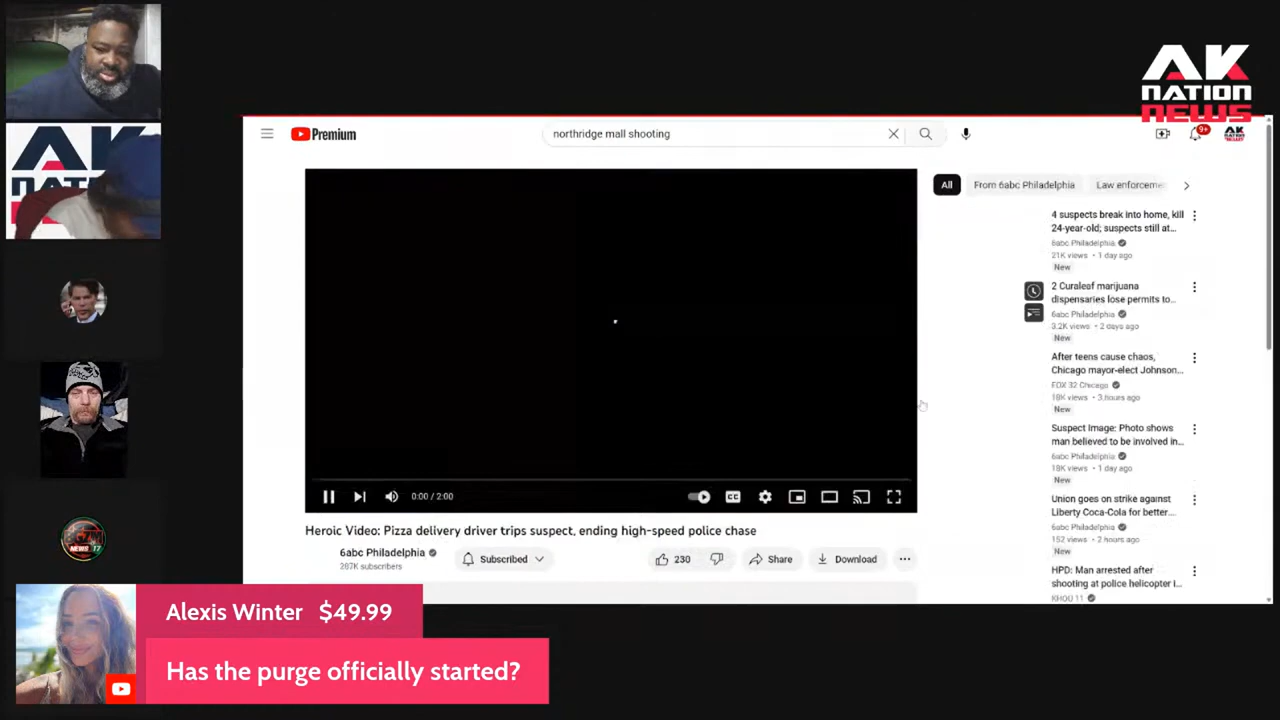 AK
NATION
NEWS
Premium
northridge mall shooting
9+
All
From 6abc Philadelphia
Law enforceme
4 suspects break into home, kill
24-year-old; suspects still at...
6abc Philadelphia
21K views • 1 day ago
New
2 Curaleaf marijuana
dispensaries lose permits to...
6abc Philadelphia
3.2K views • 2 days ago
New
After teens cause chaos,
Chicago mayor-elect Johnson...
FOX 32 Chicago
18K views • 3 hours ago
New
Suspect Image: Photo shows
man believed to be involved in...
6abc Philadelphia
18K views • 1 day ago
New
Union goes on strike against
Liberty Coca-Cola for better...
6abc Philadelphia
152 views • 2 hours ago
New
HPD: Man arrested after
shooting at police helicopter i...
KHOU 11
0:00 / 2:00
CC
Heroic Video: Pizza delivery driver trips suspect, ending high-speed police chase
6abc Philadelphia
287K subscribers
Subscribed
230
Share
Download
NEWS 17
Alexis Winter $49.99
Has the purge officially started?